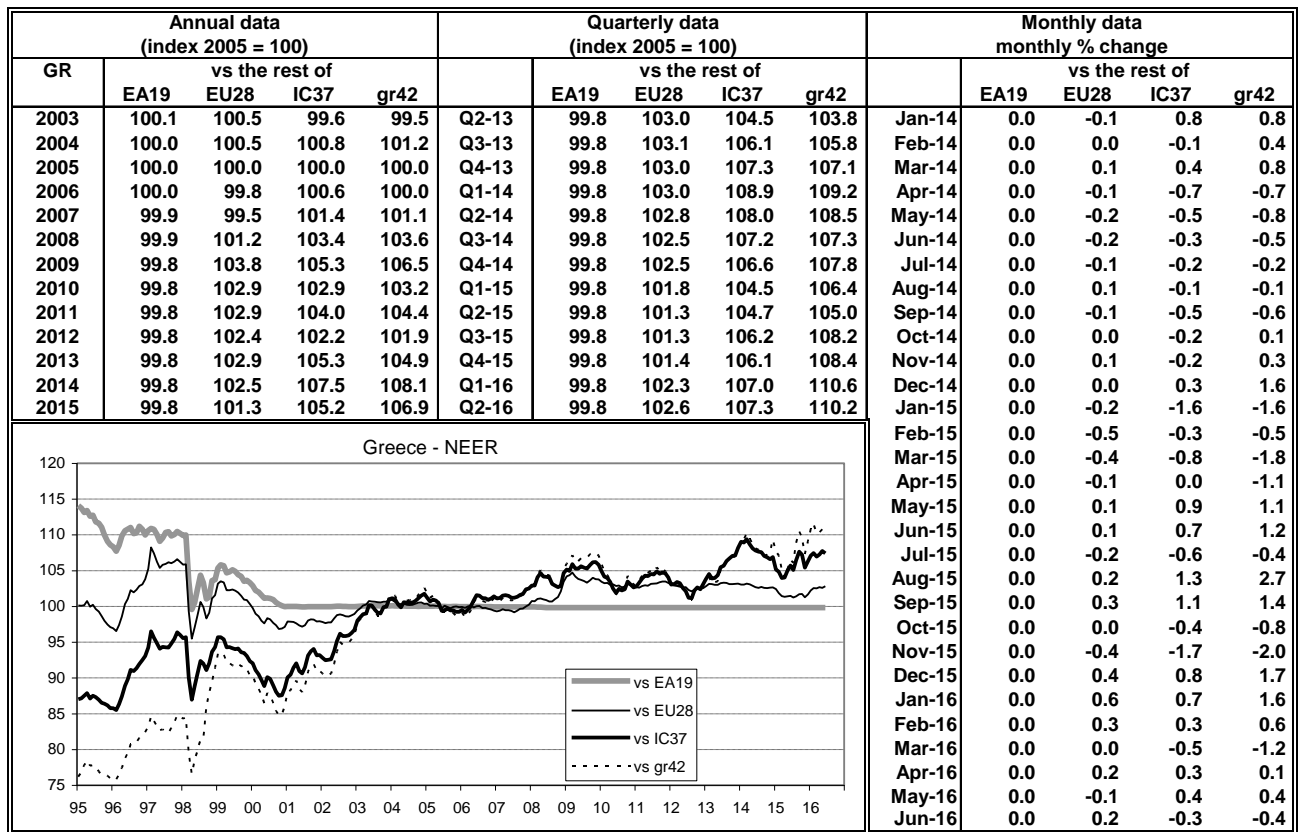 Annual data
(index 2005 = 100)
GR vs the rest of
EA19 EU28 IC37 gr42
2003 100.1 100.5 99.6 99.5
2004 100.0 100.5 100.8 101.2
2005 100.0 100.0 100.0 100.0
2006 100.0 99.8 100.6 100.0
2007 99.9 99.5 101.4 101.1
2008 99.9 101.2 103.4 103.6
2009 99.8 103.8 105.3 106.5
2010 99.8 102.9 102.9 103.2
2011 99.8 102.9 104.0 104.4
2012 99.8 102.4 102.2 101.9
2013 99.8 102.9 105.3 104.9
2014 99.8 102.5 107.5 108.1
2015 99.8 101.3 105.2 106.9
Quarterly data
(index 2005 = 100)
vs the rest of
EA19 EU28 IC37 gr42
Q2-13 99.8 103.0 104.5 103.8
Q3-13 99.8 103.1 106.1 105.8
Q4-13 99.8 103.0 107.3 107.1
Q1-14 99.8 103.0 108.9 109.2
Q2-14 99.8 102.8 108.0 108.5
Q3-14 99.8 102.5 107.2 107.3
Q4-14 99.8 102.5 106.6 107.8
Q1-15 99.8 101.8 104.5 106.4
Q2-15 99.8 101.3 104.7 105.0
Q3-15 99.8 101.3 106.2 108.2
Q4-15 99.8 101.4 106.1 108.4
Q1-16 99.8 102.3 107.0 110.6
Q2-16 99.8 102.6 107.3 110.2
Monthly data
monthly % change
vs the rest of
EA19 EU28 IC37 gr42
Jan-14 0.0 -0.1 0.8 0.8
Feb-14 0.0 0.0 -0.1 0.4
Mar-14 0.0 0.1 0.4 0.8
Apr-14 0.0 -0.1 -0.7 -0.7
May-14 0.0 -0.2 -0.5 -0.8
Jun-14 0.0 -0.2 -0.3 -0.5
Jul-14 0.0 -0.1 -0.2 -0.2
Aug-14 0.0 0.1 -0.1 -0.1
Sep-14 0.0 -0.1 -0.5 -0.6
Oct-14 0.0 0.0 -0.2 0.1
Nov-14 0.0 0.1 -0.2 0.3
Dec-14 0.0 0.0 0.3 1.6
Jan-15 0.0 -0.2 -1.6 -1.6
Feb-15 0.0 -0.5 -0.3 -0.5
Mar-15 0.0 -0.4 -0.8 -1.8
Apr-15 0.0 -0.1 0.0 -1.1
May-15 0.0 0.1 0.9 1.1
Jun-15 0.0 0.1 0.7 1.2
Jul-15 0.0 -0.2 -0.6 -0.4
Aug-15 0.0 0.2 1.3 2.7
Sep-15 0.0 0.3 1.1 1.4
Oct-15 0.0 0.0 -0.4 -0.8
Nov-15 0.0 -0.4 -1.7 -2.0
Dec-15 0.0 0.4 0.8 1.7
Jan-16 0.0 0.6 0.7 1.6
Feb-16 0.0 0.3 0.3 0.6
Mar-16 0.0 0.0 -0.5 -1.2
Apr-16 0.0 0.2 0.3 0.1
May-16 0.0 -0.1 0.4 0.4
Jun-16 0.0 0.2 -0.3 -0.4
Greece - NEER
120
115
110
105
100
95
90
85
80
75
vs EA19
vs EU28
vs IC37
vs gr42
95 96 97 98 99 00 01 02 03 04 05 06 07 08 09 10 11 12 13 14 15 16